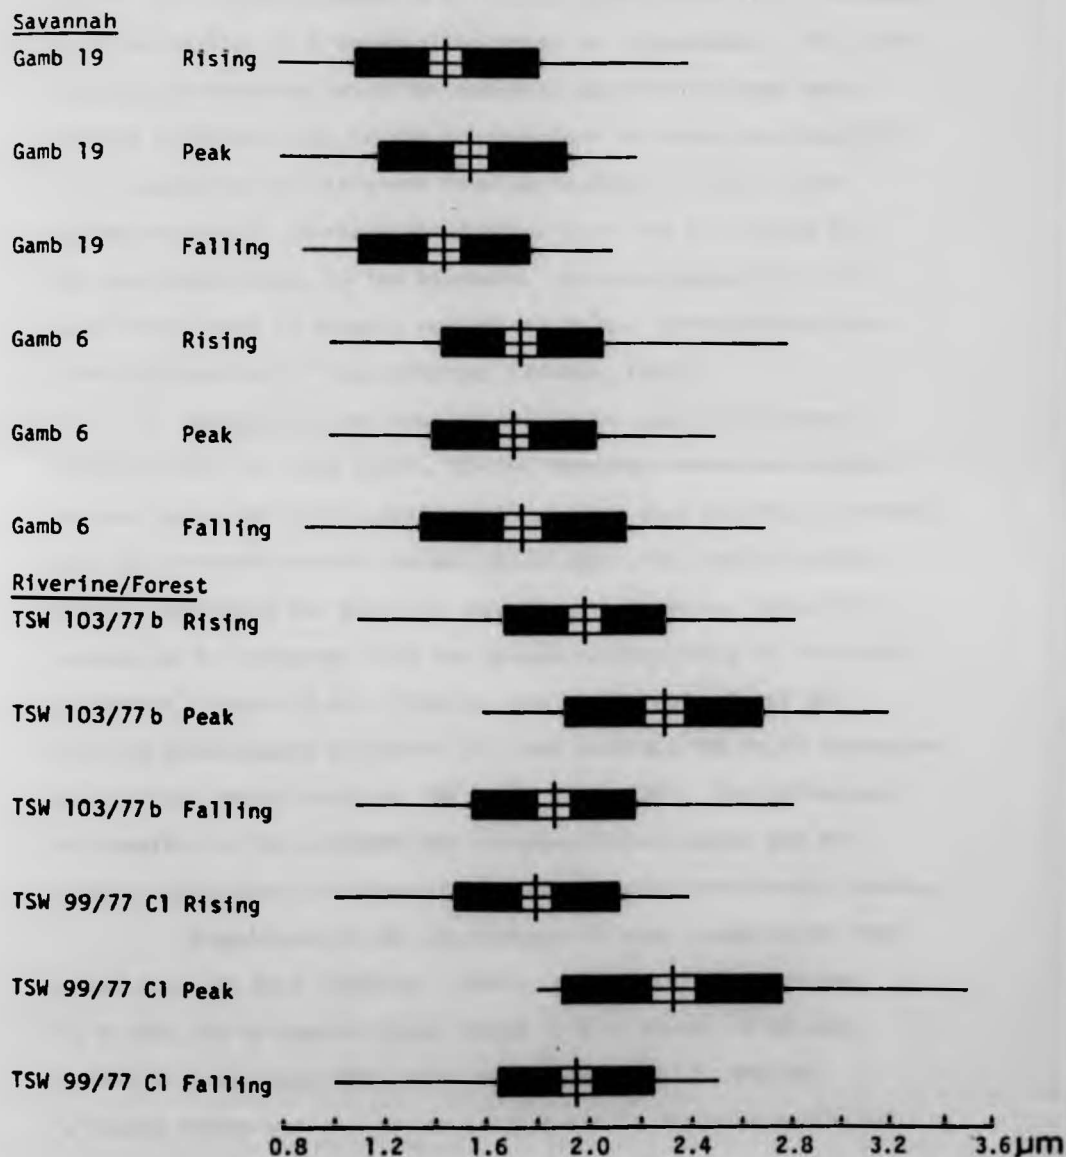 Savannah
Gamb 19 Rising
Gamb 19 Peak
Gamb 19 Falling
Gamb 6 Rising
Gamb 6 Peak
Gamb 6 Falling
Riverine/Forest
TSW 103/77b Rising
TSW 103/77b Peak
TSW 103/77b Falling
TSW 99/77 Cl Rising
TSW 99/77 Cl Peak
TSW 99/77 Cl Falling
0.8 1.2 1.6 2.0 2.4 2.8 3.2 3.6 µm